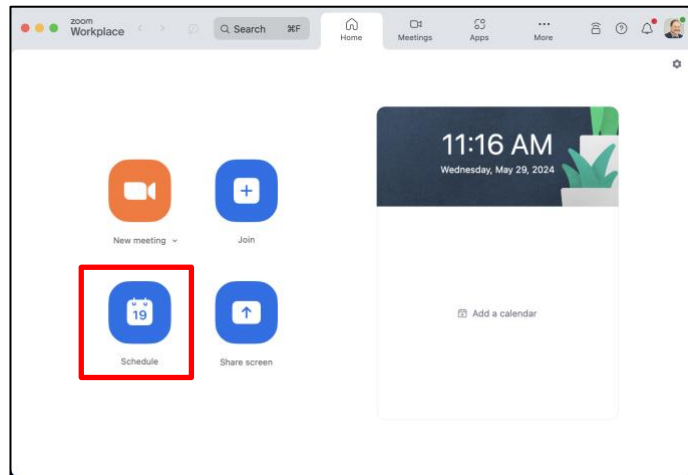 zoom
Workplace
Search ⌘F
Home
Meetings
Apps
More
11:16 AM
Wednesday, May 29, 2024
New meeting
Join
19
Schedule
Share screen
Add a calendar